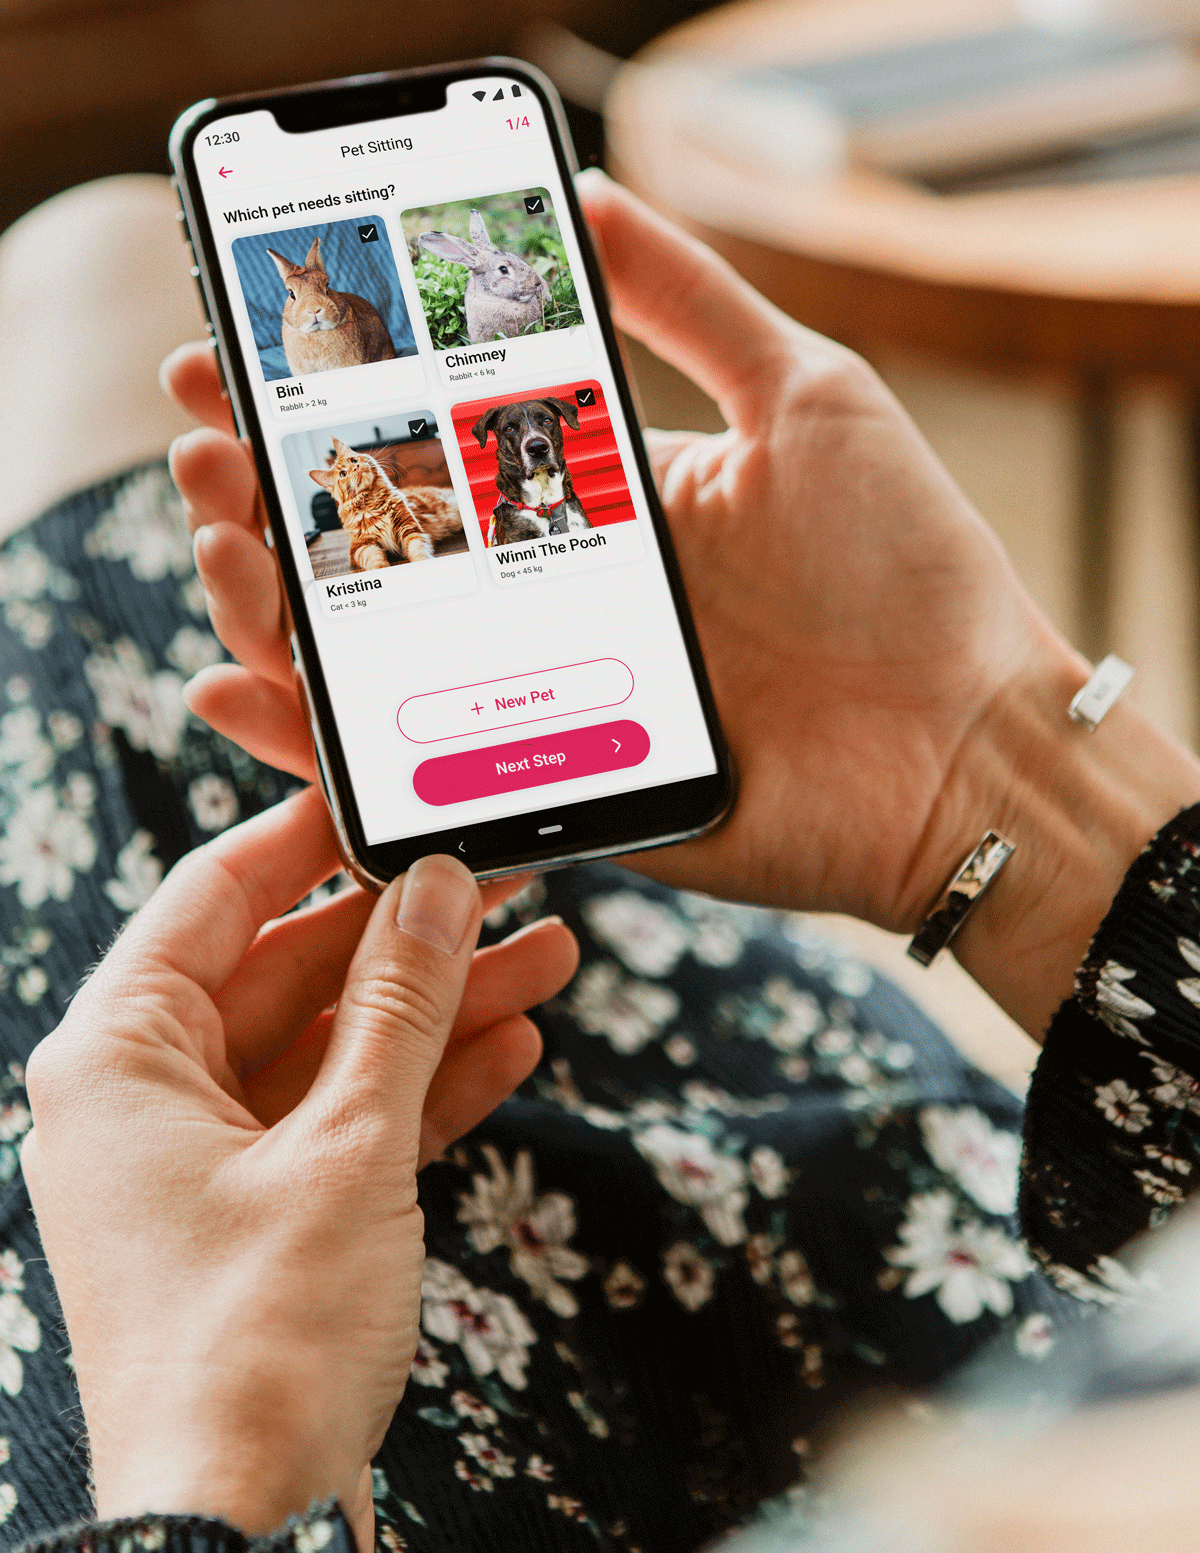 12:30
Pet Sitting
1/4
Which pet needs sitting?
Bini
Rabbit > 2 kg
Chimney
Rabbit < 6 kg
Kristina
Cat < 3 kg
Winni The Pooh
Dog < 45 kg
+ New Pet
Next Step